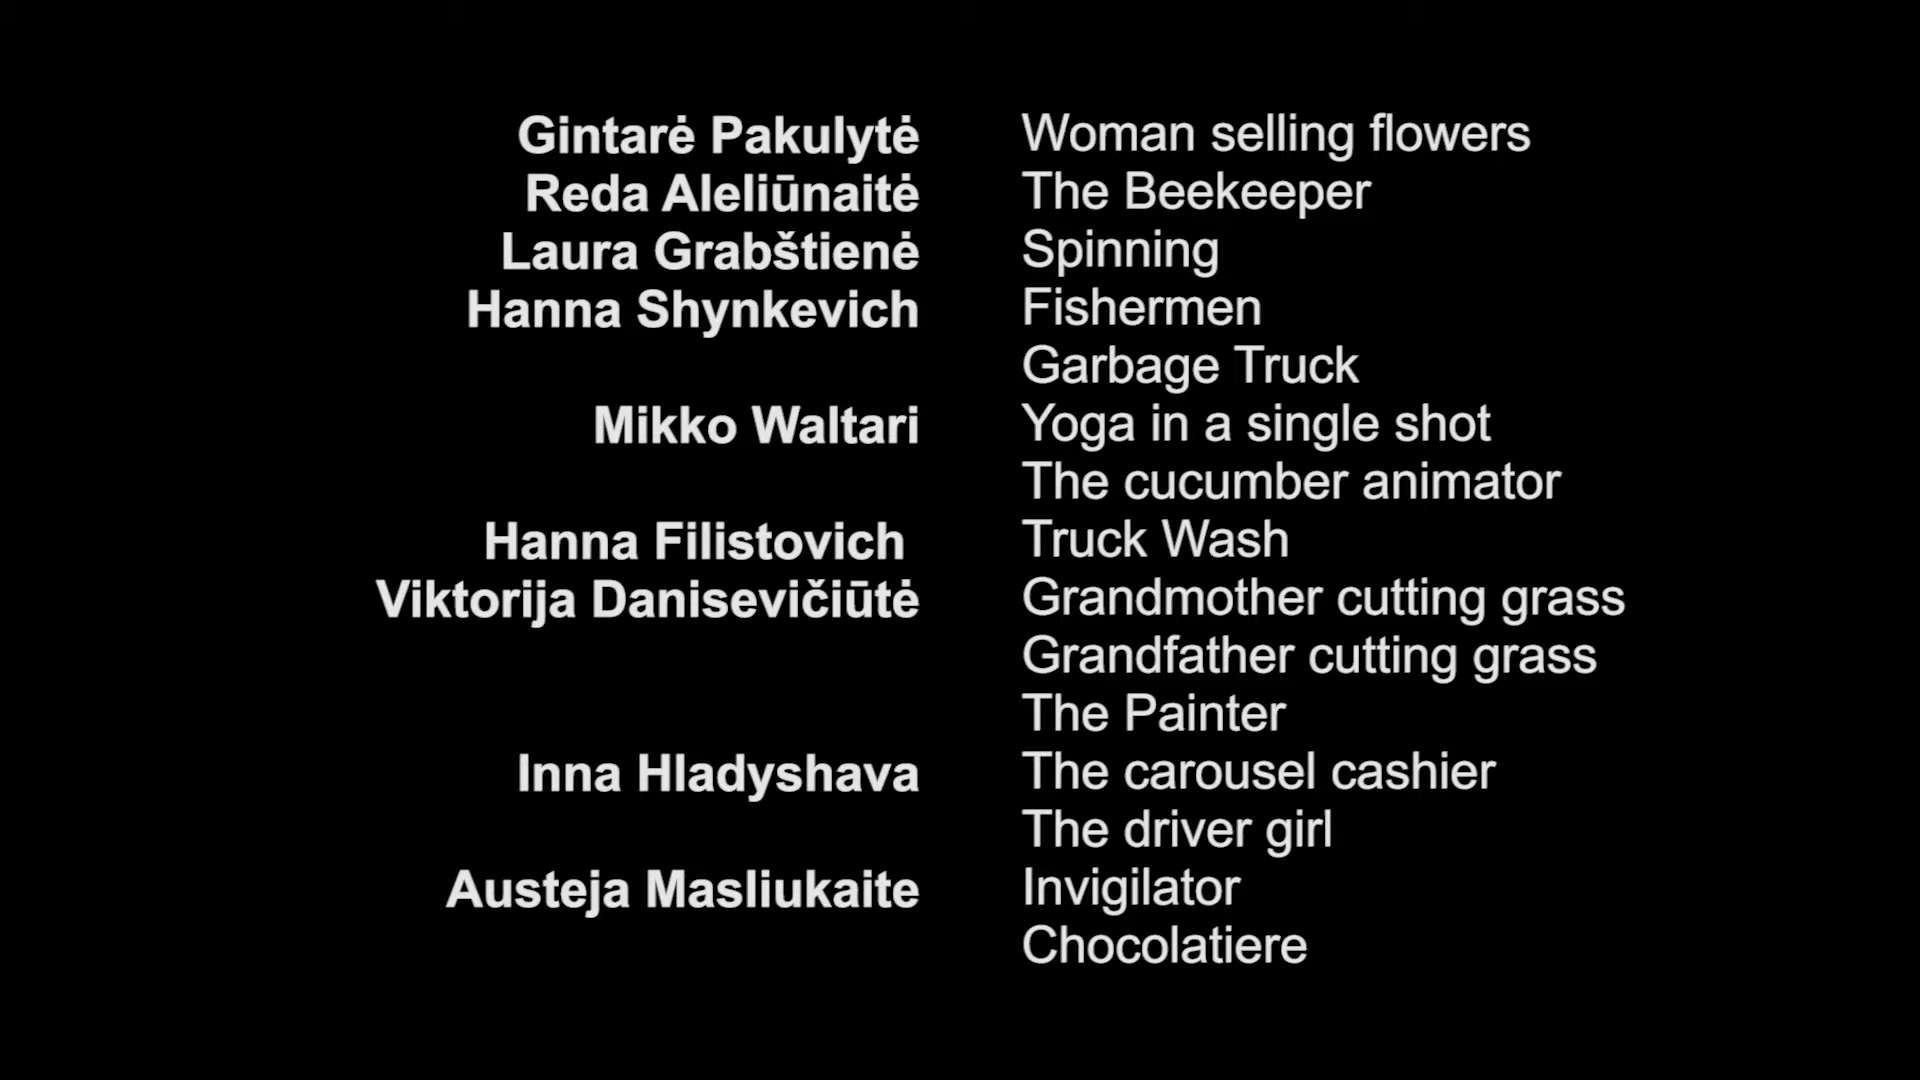 Gintarė Pakulytė Woman selling flowers
Reda Aleliūnaitė The Beekeeper
Laura Grabštienė Spinning
Hanna Shynkevich Fishermen
Garbage Truck
Mikko Waltari Yoga in a single shot
The cucumber animator
Hanna Filistovich Truck Wash
Viktorija Danisevičiūtė Grandmother cutting grass
Grandfather cutting grass
The Painter
Inna Hladyshava The carousel cashier
The driver girl
Austeja Masliukaite Invigilator
Chocolatiere